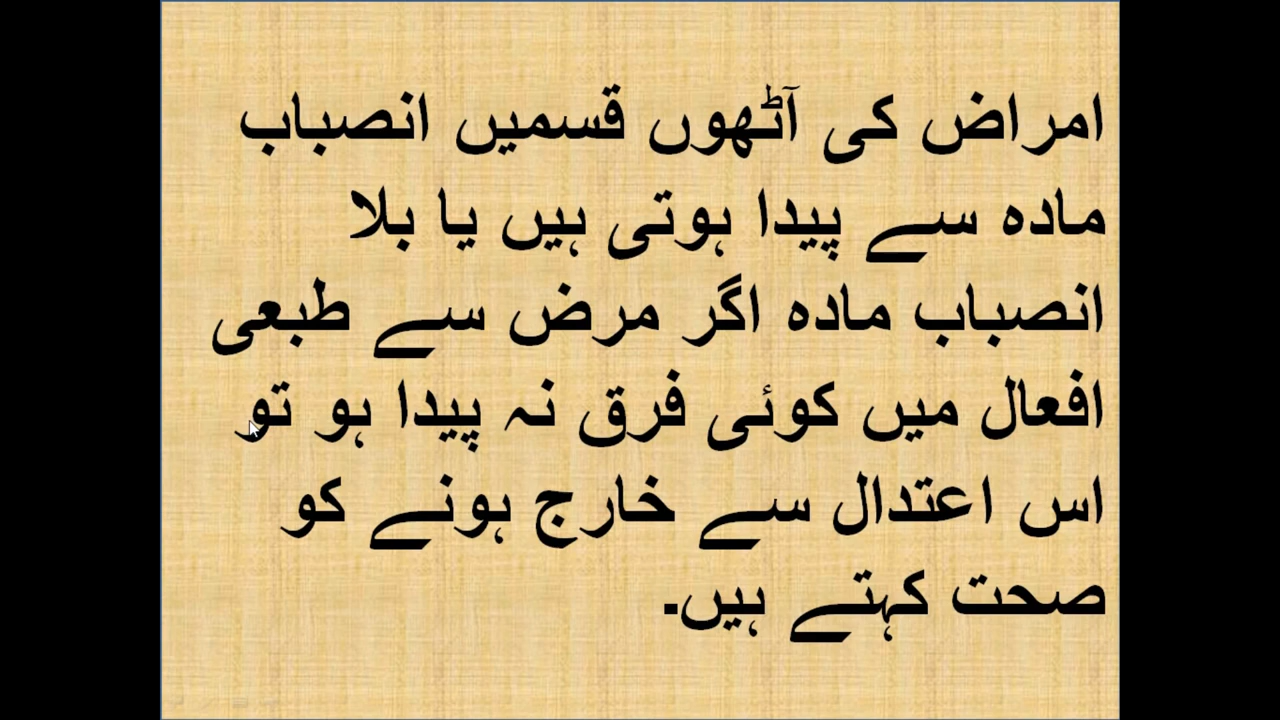 امراض کی آٹھوں قسمیں انصباب
مادہ سے پیدا ہوتی ہیں یا بلا
انصباب مادہ اگر مرض سے طبعی
افعال میں کوئی فرق نہ پیدا ہو تو
اس اعتدال سے خارج ہونے کو
صحت کہتے ہیں۔